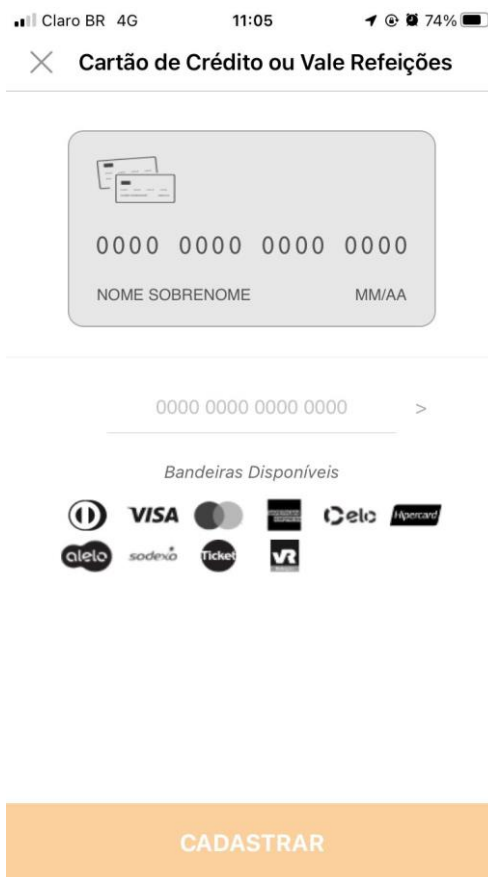 Claro BR 4G 11:05 74%
Cartão de Crédito ou Vale Refeições
0000 0000 0000 0000
NOME SOBRENOME MM/AA
0000 0000 0000 0000 >
Bandeiras Disponíveis
VISA elo Hipercard
alelo sodexo Ticket VR
CADASTRAR